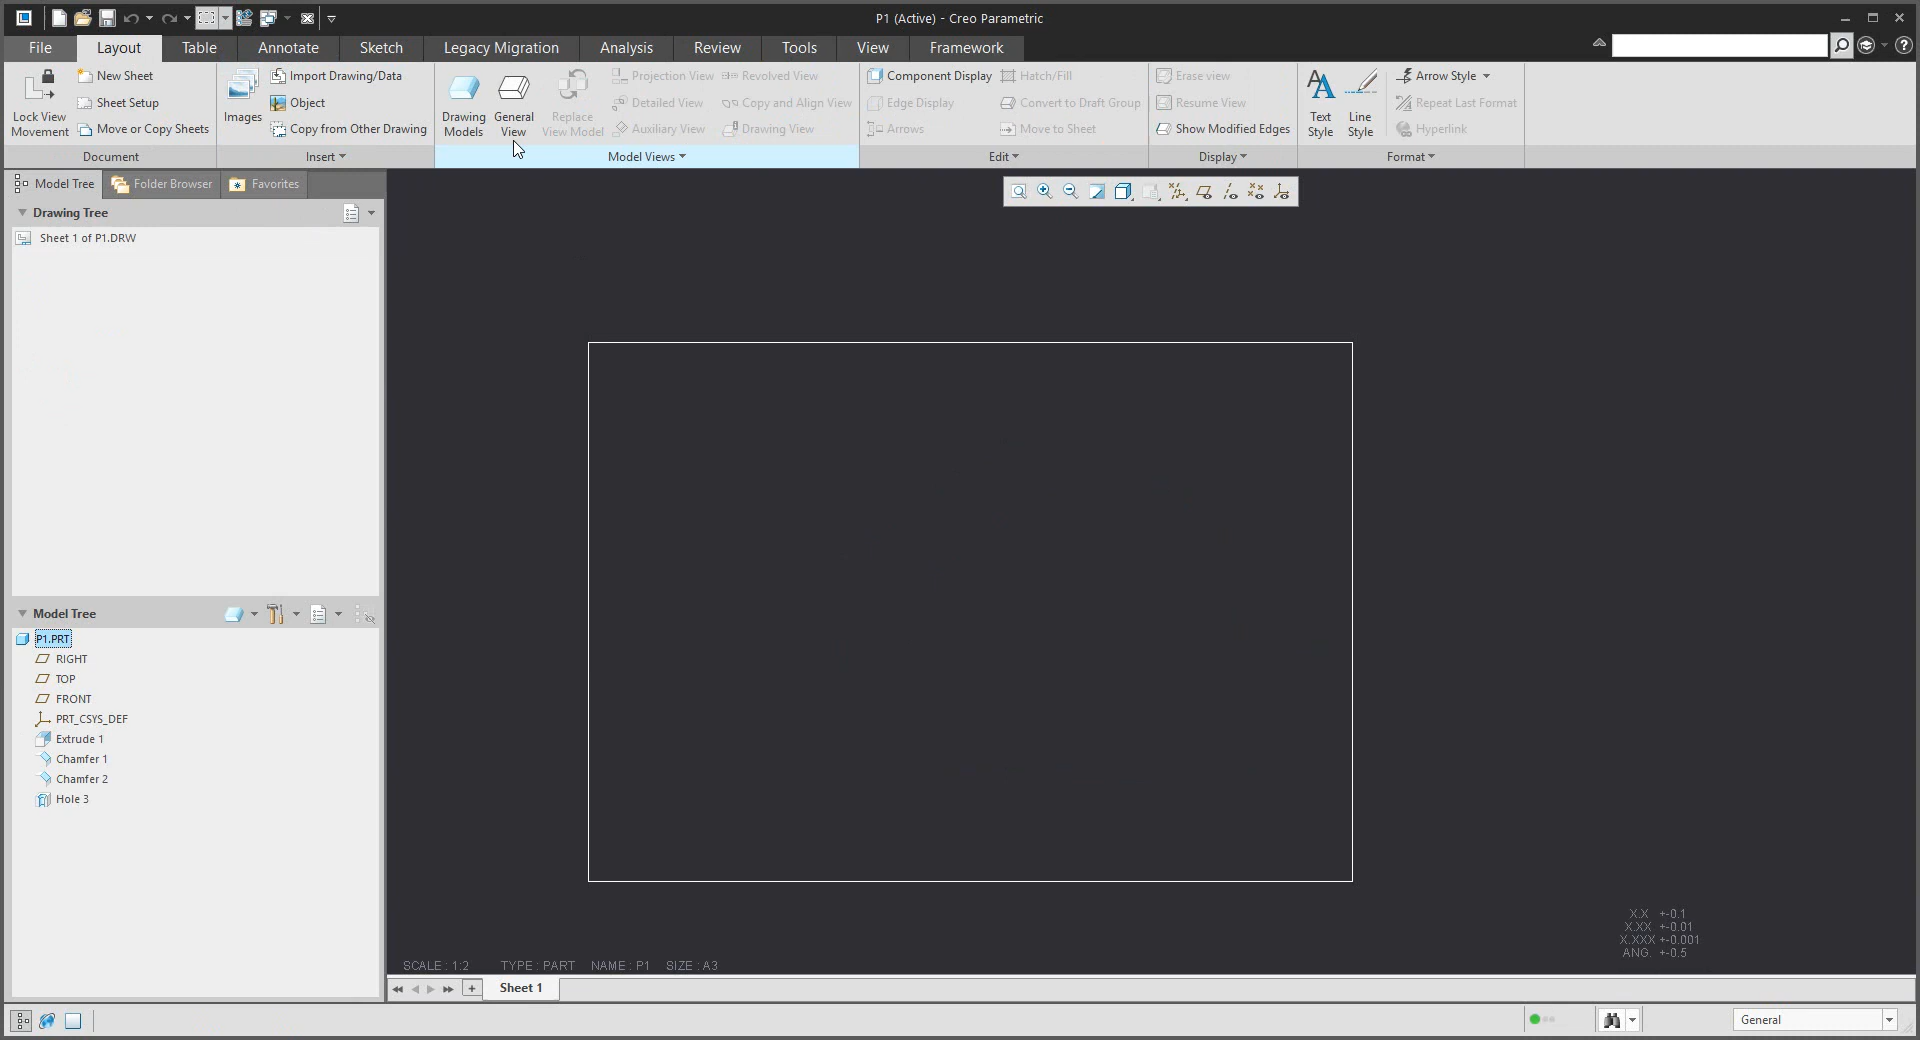 P1 (Active) - Creo Parametric
File Layout Table Annotate Sketch Legacy Migration Analysis Review Tools View Framework
Lock View
Movement
New Sheet
Sheet Setup
Move or Copy Sheets
Document
Images
Import Drawing/Data
Object
Copy from Other Drawing
Insert
Drawing
Models
General
View
Replace
View Model
Projection View
Detailed View
Auxiliary View
Revolved View
Copy and Align View
Drawing View
Model Views
Component Display
Edge Display
Arrows
Hatch/Fill
Convert to Draft Group
Move to Sheet
Edit
Erase view
Resume View
Show Modified Edges
Display
Text
Style
Line
Style
Arrow Style
Repeat Last Format
Hyperlink
Format
Model Tree Folder Browser Favorites
Drawing Tree
Sheet 1 of P1.DRW
Model Tree
P1.PRT
RIGHT
TOP
FRONT
PRT_CSYS_DEF
Extrude 1
Chamfer 1
Chamfer 2
Hole 3
X.X +-0.1
X.XX +-0.01
X.XXX +-0.001
ANG. +-0.5
SCALE : 1:2 TYPE : PART NAME : P1 SIZE : A3
Sheet 1
General